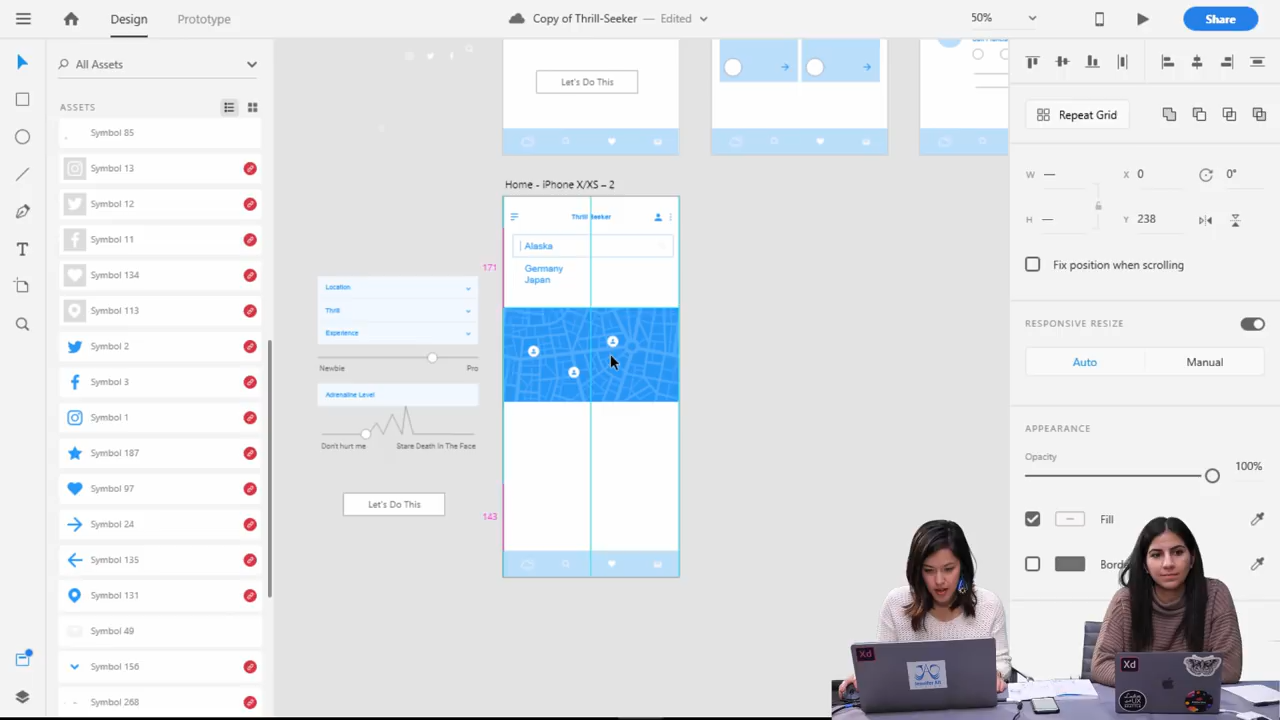 Design
Prototype
Copy of Thrill-Seeker — Edited
50%
Share
All Assets
ASSETS
Symbol 85
Symbol 13
Symbol 12
Symbol 11
Symbol 134
Symbol 113
Symbol 2
Symbol 3
Symbol 1
Symbol 187
Symbol 97
Symbol 24
Symbol 135
Symbol 131
Symbol 49
Symbol 156
Symbol 268
Let's Do This
Home - iPhone X/XS – 2
Thrill Seeker
Alaska
Germany
Japan
171
143
Location
Thrill
Experience
Newbie
Pro
Adrenaline Level
Don't hurt me
Stare Death In The Face
Let's Do This
Repeat Grid
W —
X 0
0°
H —
Y 238
Fix position when scrolling
RESPONSIVE RESIZE
Auto
Manual
APPEARANCE
Opacity
100%
Fill
Xd
Jennifer
Xd